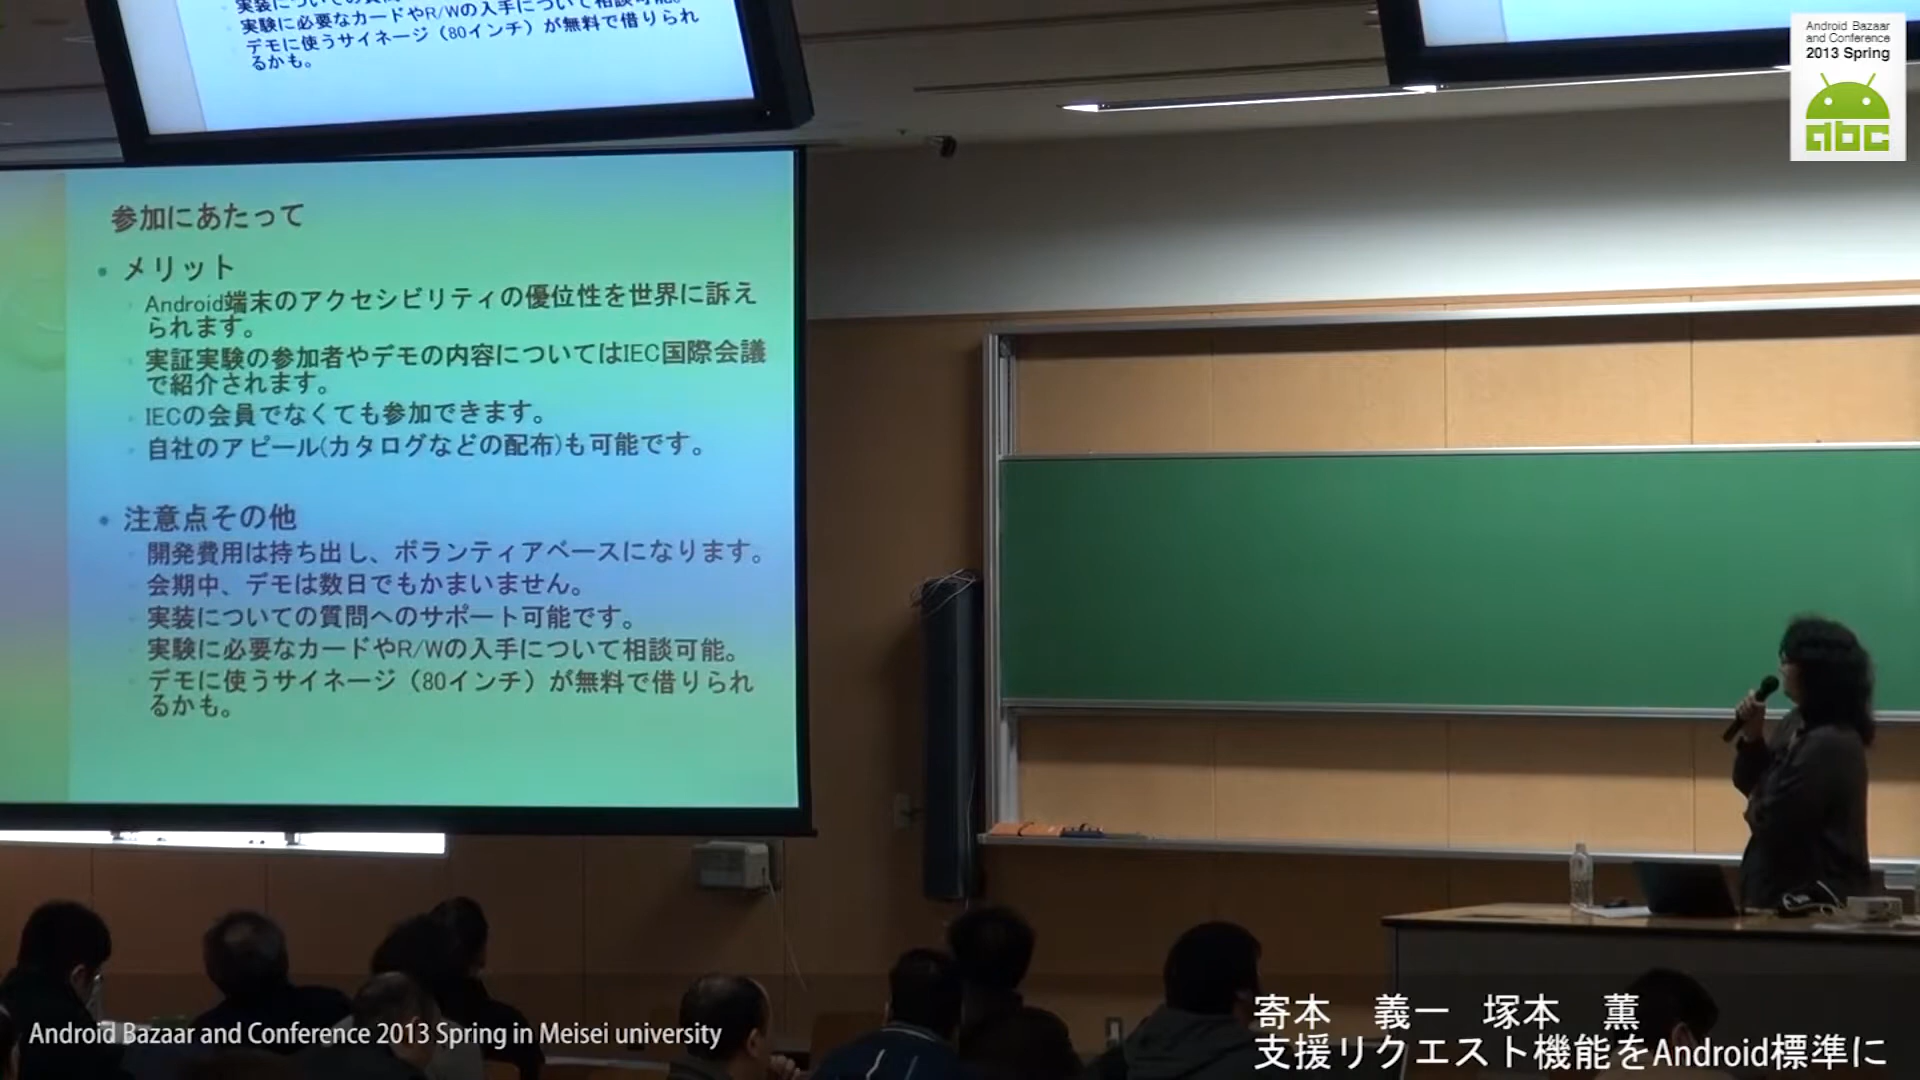 実験に必要なカードやR/Wの入手について相談可能。
デモに使うサイネージ（80インチ）が無料で借りられ
るかも。
Android Bazaar
and Conference
2013 Spring
abc
参加にあたって
• メリット
Android端末のアクセシビリティの優位性を世界に訴え
られます。
実証実験の参加者やデモの内容についてはIEC国際会議
で紹介されます。
IECの会員でなくても参加できます。
自社のアピール(カタログなどの配布)も可能です。
• 注意点その他
開発費用は持ち出し、ボランティアベースになります。
会期中、デモは数日でもかまいません。
実装についての質問へのサポート可能です。
実験に必要なカードやR/Wの入手について相談可能。
デモに使うサイネージ（80インチ）が無料で借りられ
るかも。
Android Bazaar and Conference 2013 Spring in Meisei university
寄本　義一　塚本　薫
支援リクエスト機能をAndroid標準に